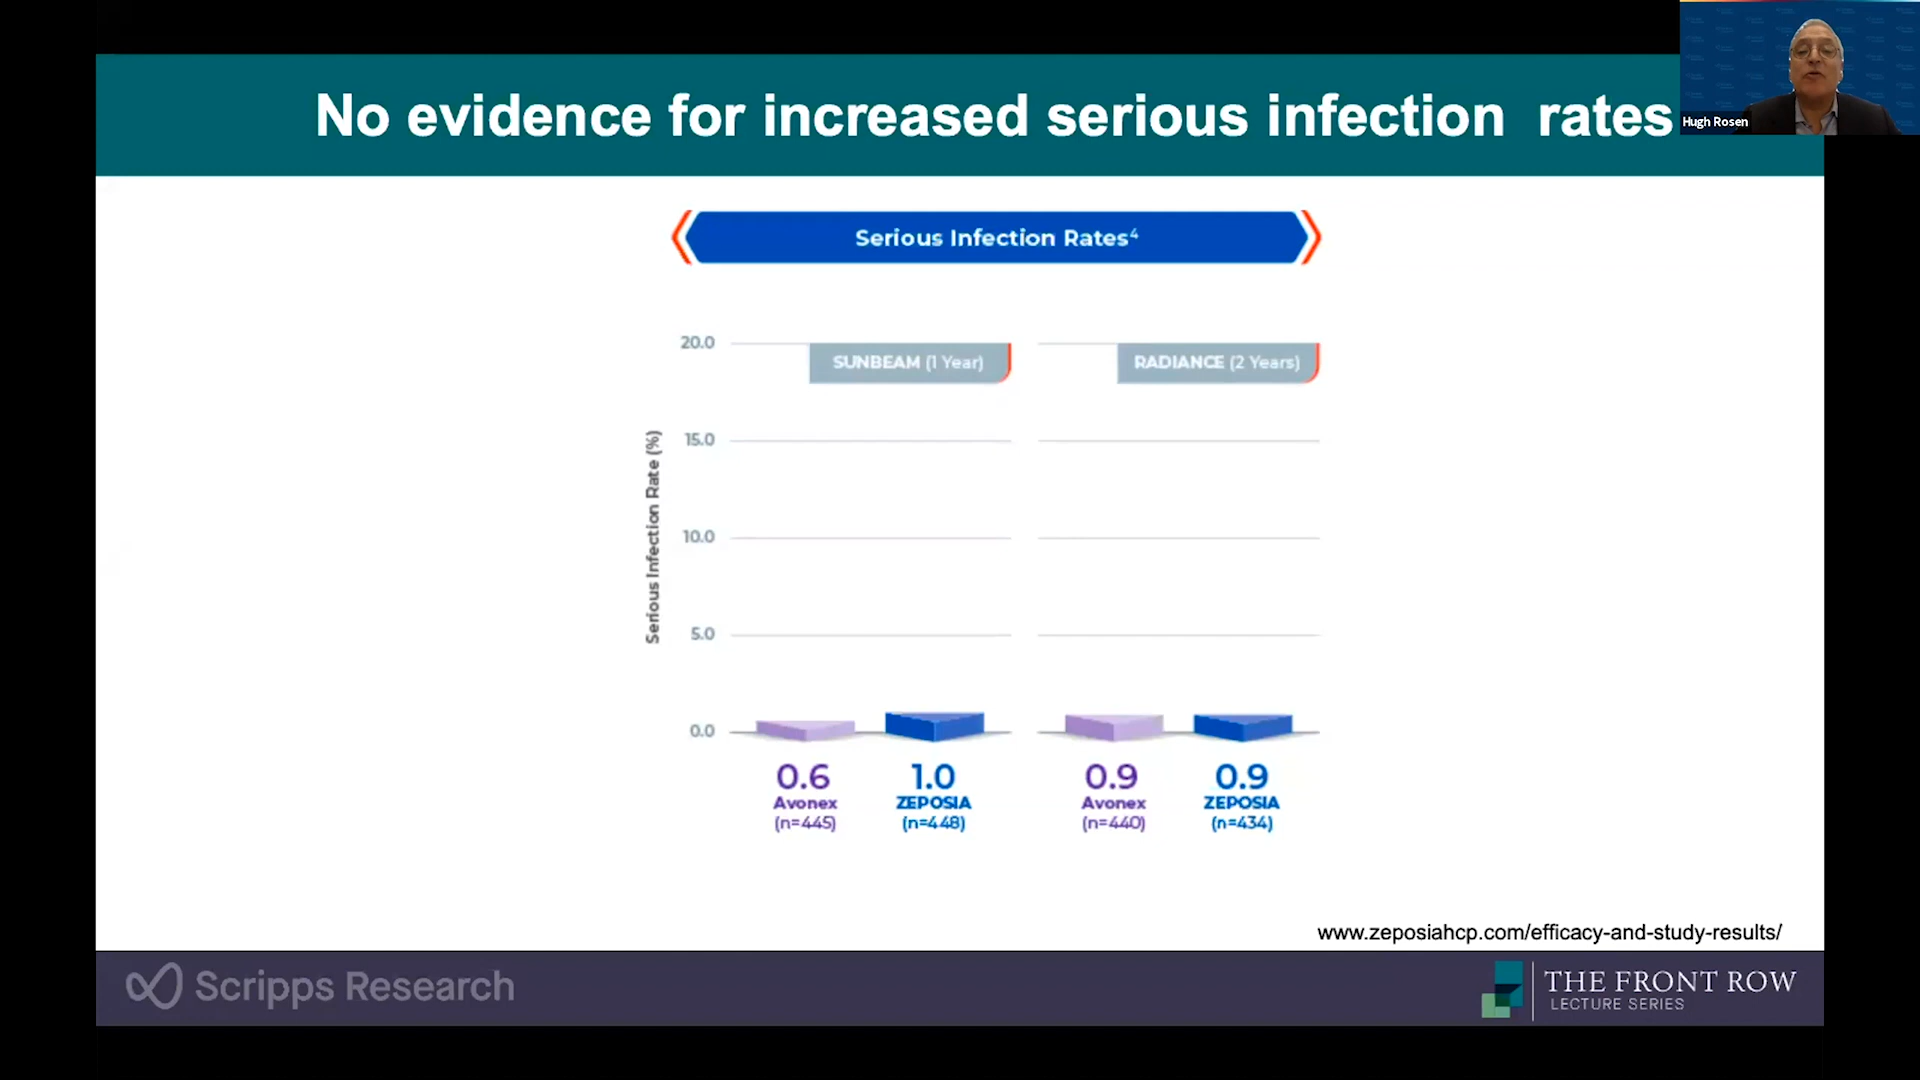 No evidence for increased serious infection rates
Hugh Rosen
Serious Infection Rates⁴
Serious Infection Rate (%)
20.0
15.0
10.0
5.0
0.0
SUNBEAM (1 Year)
0.6
Avonex
(n=445)
1.0
ZEPOSIA
(n=448)
RADIANCE (2 Years)
0.9
Avonex
(n=440)
0.9
ZEPOSIA
(n=434)
www.zeposiahcp.com/efficacy-and-study-results/
Scripps Research
THE FRONT ROW
LECTURE SERIES